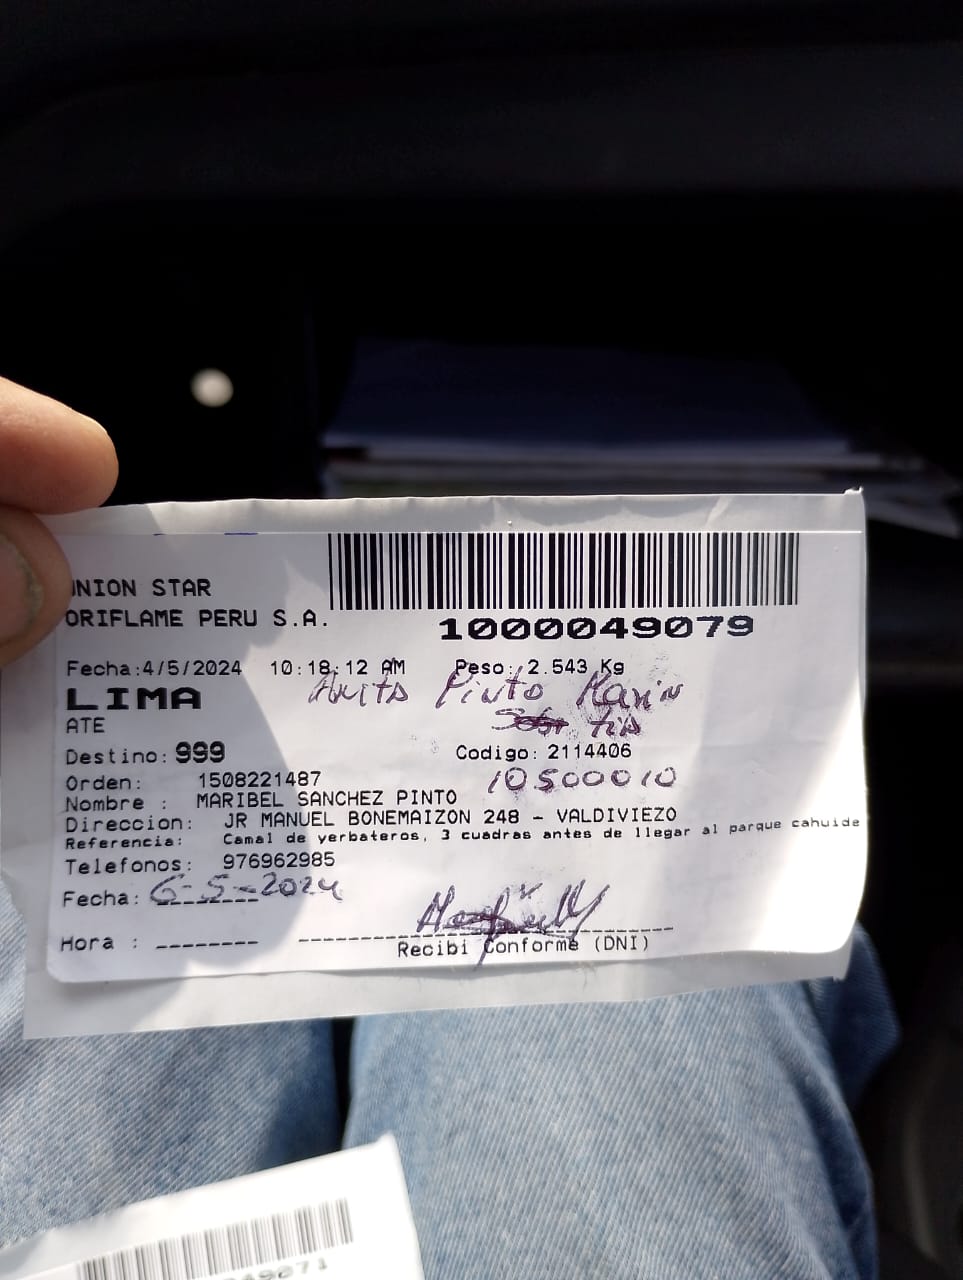 UNION STAR
ORIFLAME PERU S.A.
1000049079
Fecha:4/5/2024 10:18:12 AM Peso: 2.543 Kg
LIMA
Pinto
ATE
tia
Destino: 999 Codigo: 2114406
Orden: 1508221487
10500010
Nombre : MARIBEL SANCHEZ PINTO
Direccion: JR MANUEL BONEMAIZON 248 - VALDIVIEZO
Referencia: Camal de yerbateros, 3 cuadras antes de llegar al parque cahuide
Telefonos: 976962985
Fecha: 6-5-2024
Hora :
Recibi Conforme (DNI)
49071